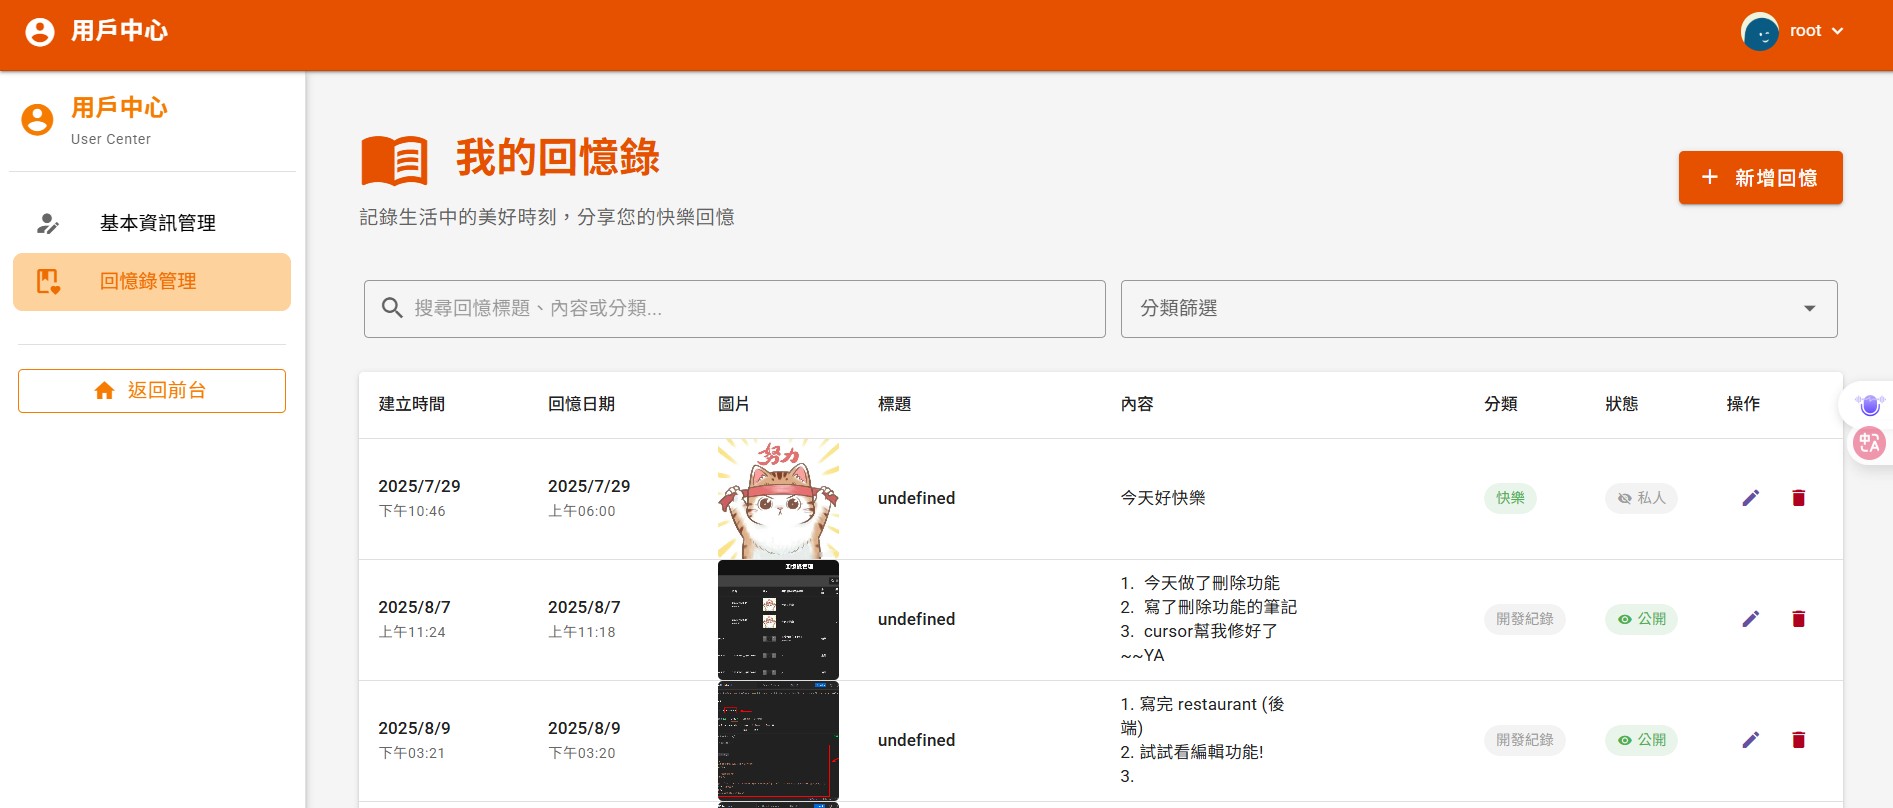 用戶中心
root
用戶中心
User Center
基本資訊管理
回憶錄管理
返回前台
我的回憶錄
記錄生活中的美好時刻，分享您的快樂回憶
新增回憶
搜尋回憶標題、內容或分類...
分類篩選
建立時間 回憶日期 圖片 標題 內容 分類 狀態 操作
2025/7/29
下午10:46
2025/7/29
上午06:00
努力
undefined
今天好快樂
快樂
私人
2025/8/7
上午11:24
2025/8/7
上午11:18
回憶錄管理
undefined
1. 今天做了刪除功能
2. 寫了刪除功能的筆記
3. cursor幫我修好了
~~YA
開發紀錄
公開
2025/8/9
下午03:21
2025/8/9
下午03:20
undefined
1. 寫完 restaurant (後
端)
2. 試試看編輯功能!
3.
開發紀錄
公開
中A